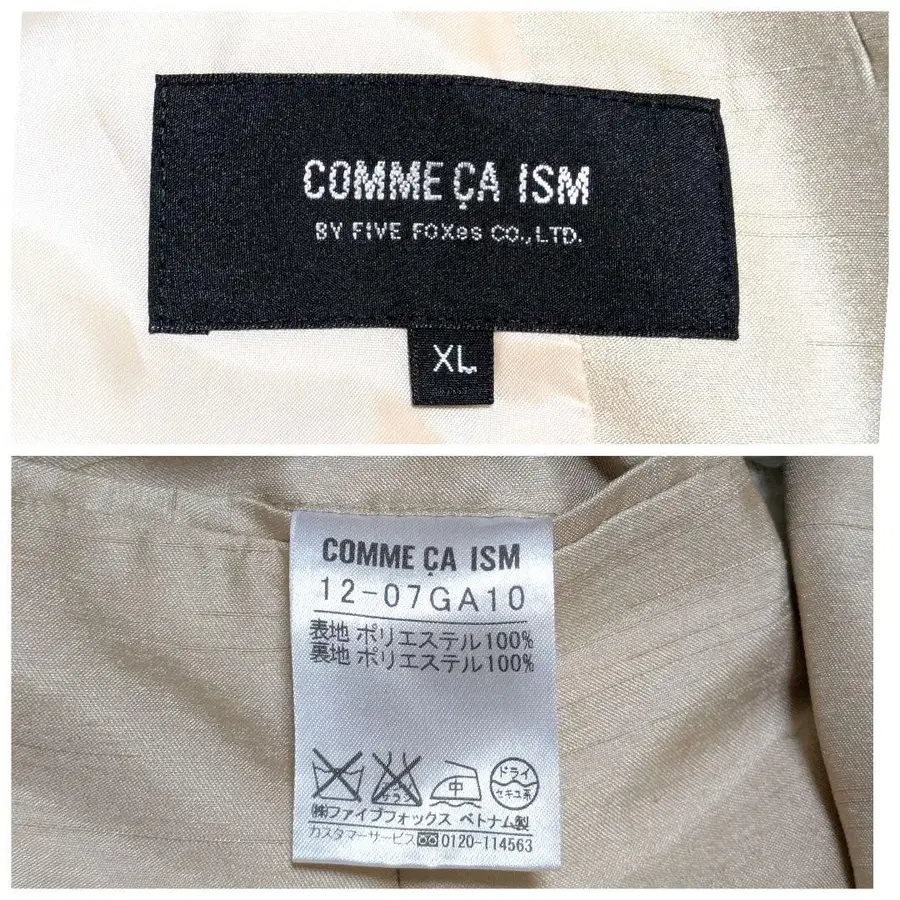 COMME ÇA ISM
BY FIVE FOXes CO.,LTD.
XL
COMME ÇA ISM
12-07GA10
表地 ポリエステル100%
裏地 ポリエステル100%
エンソ
中
ドライ
セキユ系
㈱ファイブフォックス ベトナム製
カスタマーサービス 0120-114563